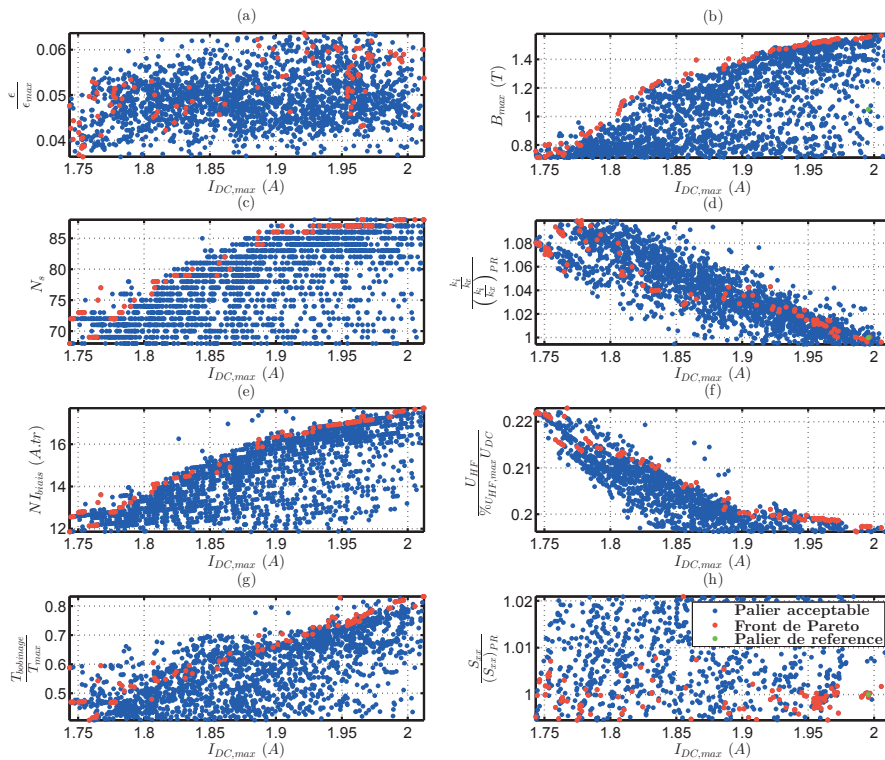 (a)
(b)
0.06
0.05
0.04
ϵ / ϵ_max
1.75 1.8 1.85 1.9 1.95 2
I_DC,max (A)
1.4
1.2
1
0.8
B_max (T)
1.75 1.8 1.85 1.9 1.95 2
I_DC,max (A)
(c)
(d)
85
80
75
70
N_s
1.75 1.8 1.85 1.9 1.95 2
I_DC,max (A)
1.08
1.06
1.04
1.02
1
k_i / k_x / (k_i / k_x)_PR
1.75 1.8 1.85 1.9 1.95 2
I_DC,max (A)
(e)
(f)
16
14
12
NI_biais (A.tr)
1.75 1.8 1.85 1.9 1.95 2
I_DC,max (A)
0.22
0.21
0.2
U_HF / %U_HF,max U_DC
1.75 1.8 1.85 1.9 1.95 2
I_DC,max (A)
(g)
(h)
0.8
0.7
0.6
0.5
T_bobinage / T_max
1.75 1.8 1.85 1.9 1.95 2
I_DC,max (A)
1.02
1.01
1
S_xx / (S_xx)_PR
Palier acceptable
Front de Pareto
Palier de reference
1.75 1.8 1.85 1.9 1.95 2
I_DC,max (A)